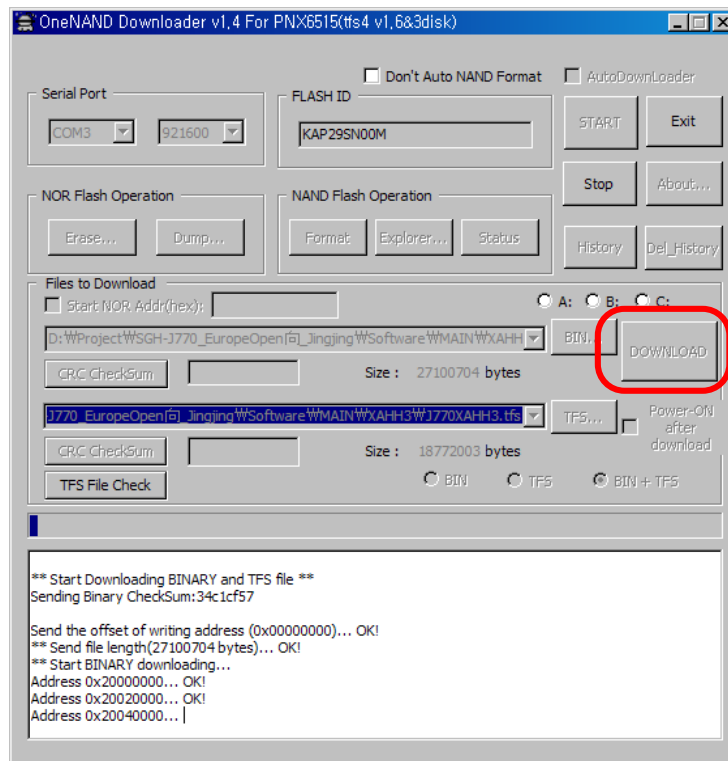 OneNAND Downloader v1.4 For PNX6515(tfs4 v1.6&3disk)
Don't Auto NAND Format
AutoDownLoader
Serial Port
FLASH ID
COM3
921600
KAP29SN00M
START
Exit
Stop
About...
NOR Flash Operation
NAND Flash Operation
Erase...
Dump...
Format
Explorer...
Status
History
Del_History
Files to Download
Start NOR Addr(hex):
A:
B:
C:
D:₩Project₩SGH-J770_EuropeOpen向_Jingjing₩Software₩MAIN₩XAHH
BIN...
DOWNLOAD
CRC CheckSum
Size : 27100704 bytes
J770_EuropeOpen向_Jingjing₩Software₩MAIN₩XAHH3₩J770XAHH3.tfs
TFS...
Power-ON
after
download
CRC CheckSum
Size : 18772003 bytes
TFS File Check
BIN
TFS
BIN + TFS
** Start Downloading BINARY and TFS file **
Sending Binary CheckSum:34c1cf57
Send the offset of writing address (0x00000000)... OK!
** Send file length(27100704 bytes)... OK!
** Start BINARY downloading...
Address 0x20000000... OK!
Address 0x20020000... OK!
Address 0x20040000...